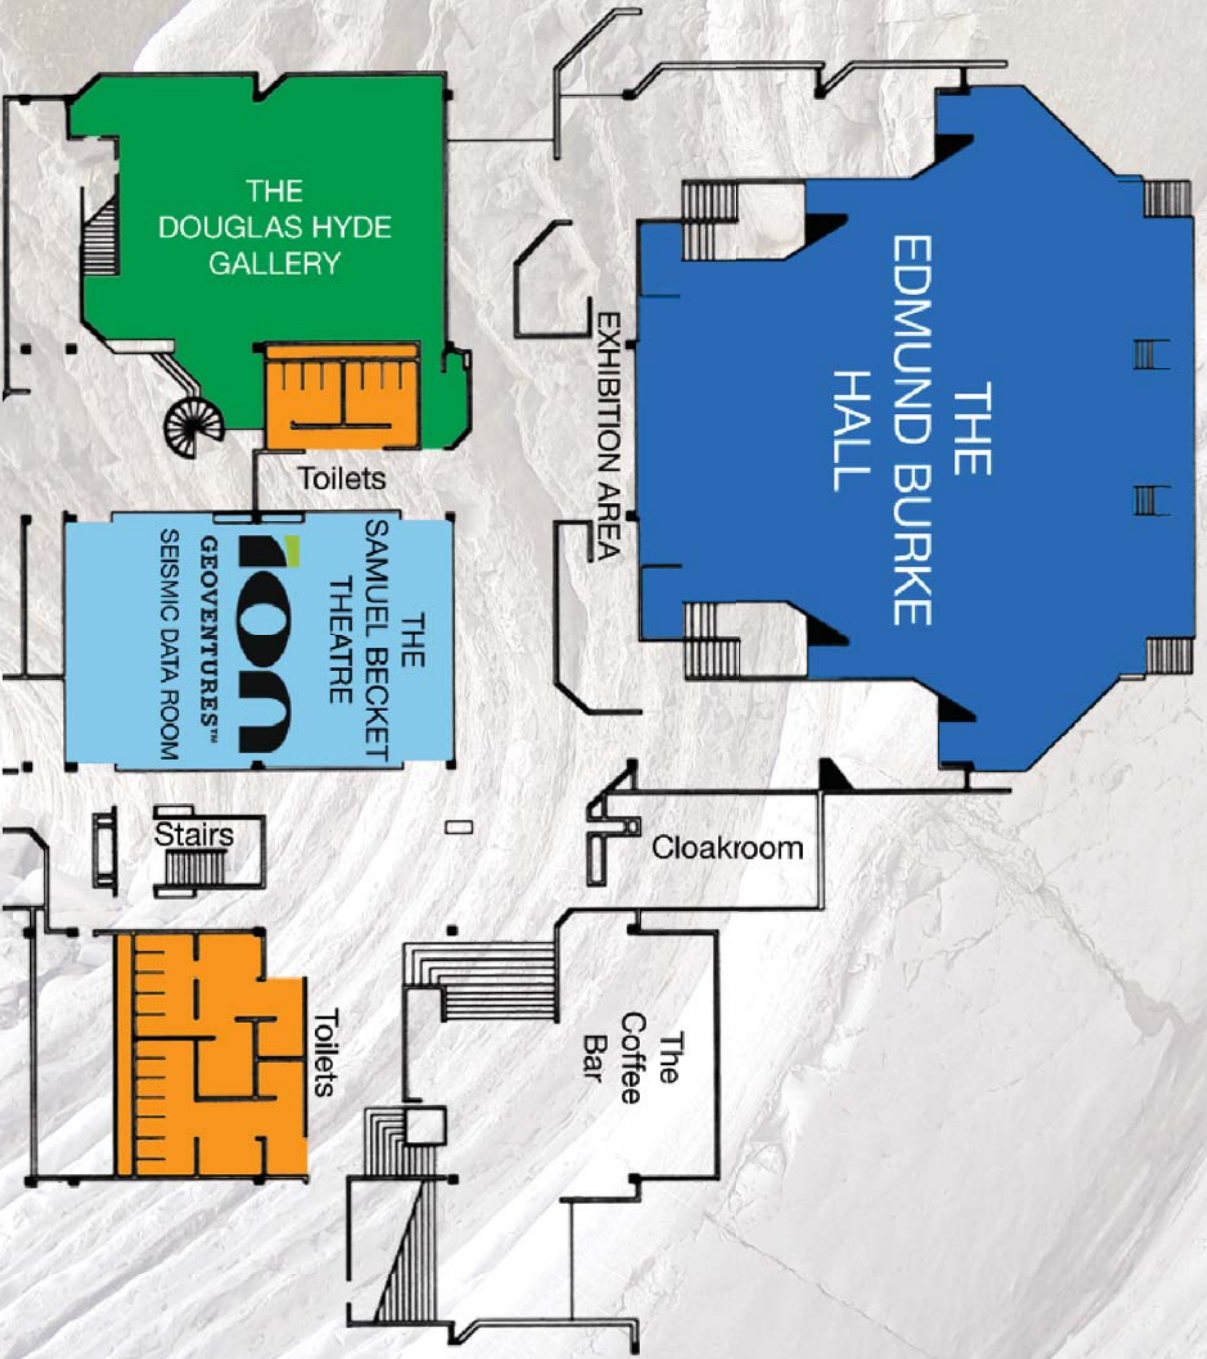 THE
DOUGLAS HYDE
GALLERY
THE
EDMUND BURKE
HALL
EXHIBITION AREA
Toilets
THE
SAMUEL BECKET
THEATRE
ion
GEOVENTURES™
SEISMIC DATA ROOM
Stairs
Cloakroom
Toilets
The
Coffee
Bar